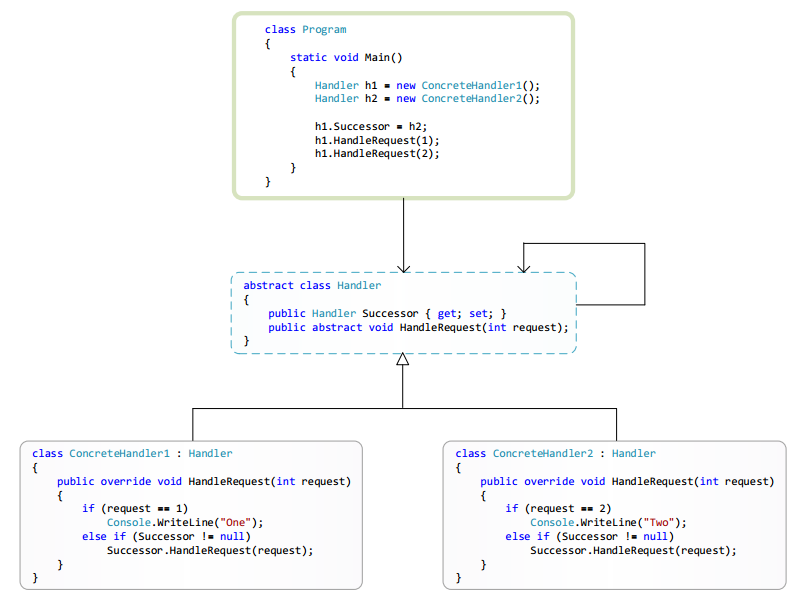 class Program
{
    static void Main()
    {
        Handler h1 = new ConcreteHandler1();
        Handler h2 = new ConcreteHandler2();

        h1.Successor = h2;
        h1.HandleRequest(1);
        h1.HandleRequest(2);
    }
}
abstract class Handler
{
    public Handler Successor { get; set; }
    public abstract void HandleRequest(int request);
}
class ConcreteHandler1 : Handler
{
    public override void HandleRequest(int request)
    {
        if (request == 1)
            Console.WriteLine("One");
        else if (Successor != null)
            Successor.HandleRequest(request);
    }
}
class ConcreteHandler2 : Handler
{
    public override void HandleRequest(int request)
    {
        if (request == 2)
            Console.WriteLine("Two");
        else if (Successor != null)
            Successor.HandleRequest(request);
    }
}